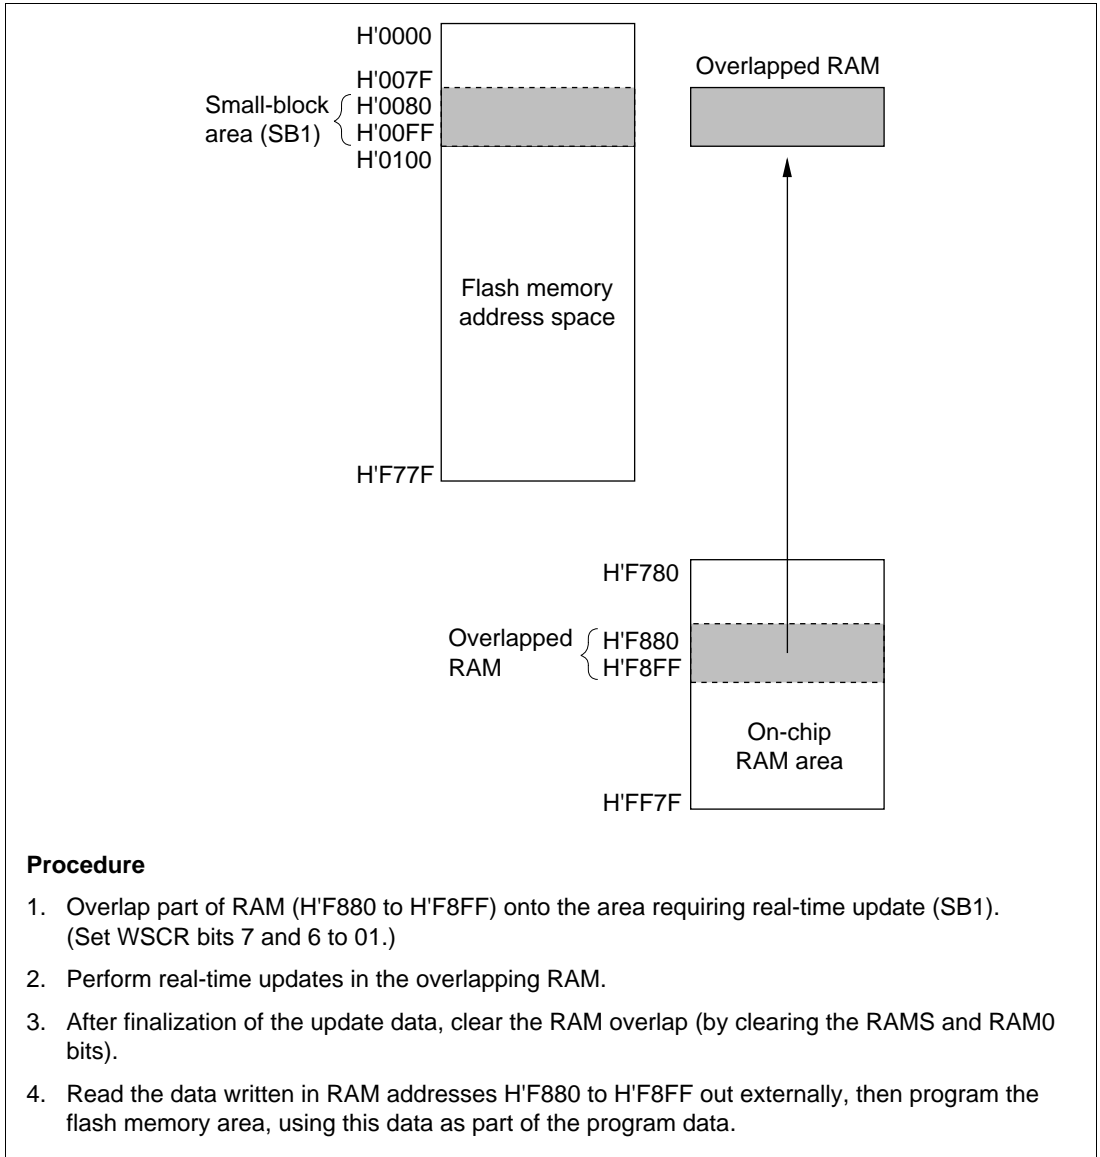 H'0000
H'007F
Small-block
area (SB1)
H'0080
H'00FF
H'0100
Overlapped RAM
Flash memory
address space
H'F77F
H'F780
Overlapped
RAM
H'F880
H'F8FF
On-chip
RAM area
H'FF7F
Procedure
1. Overlap part of RAM (H'F880 to H'F8FF) onto the area requiring real-time update (SB1).
(Set WSCR bits 7 and 6 to 01.)
2. Perform real-time updates in the overlapping RAM.
3. After finalization of the update data, clear the RAM overlap (by clearing the RAMS and RAM0
bits).
4. Read the data written in RAM addresses H'F880 to H'F8FF out externally, then program the
flash memory area, using this data as part of the program data.